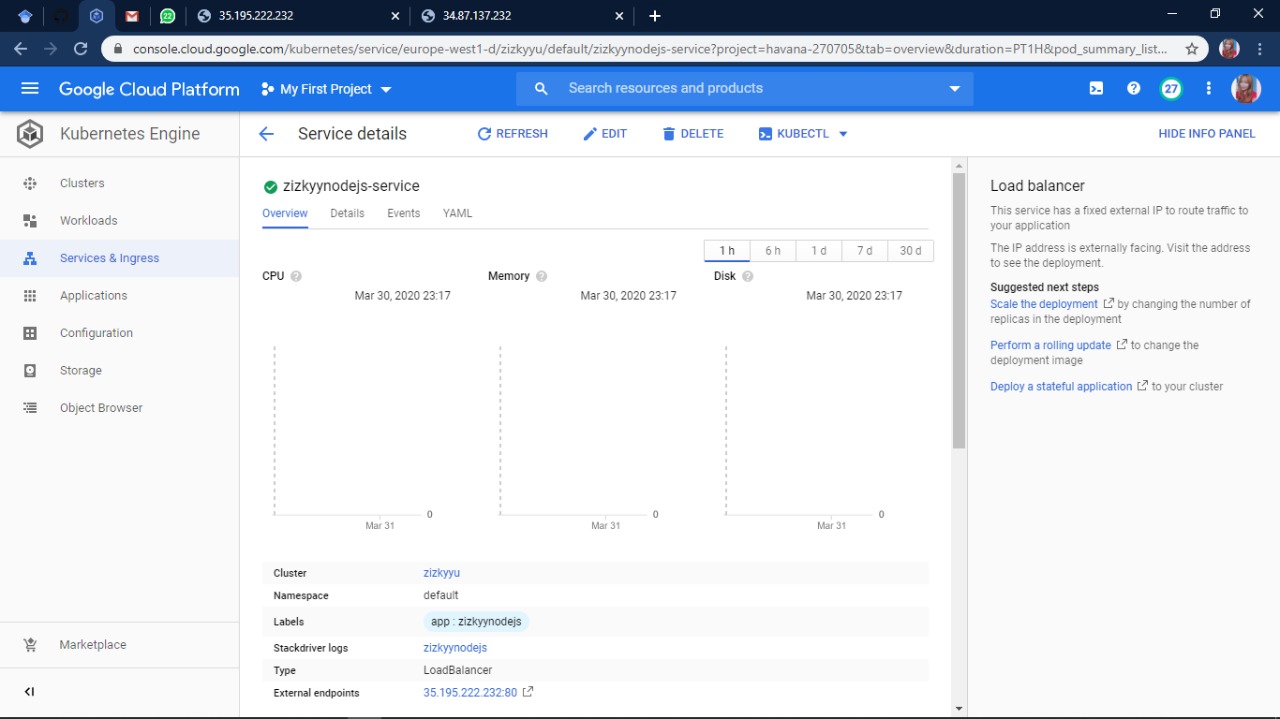 22
35.195.222.232
34.87.137.232
console.cloud.google.com/kubernetes/service/europe-west1-d/zizkyyu/default/zizkyynodejs-service?project=havana-270705&tab=overview&duration=PT1H&pod_summary_list...
Google Cloud Platform
My First Project
Search resources and products
27
Kubernetes Engine
Service details
REFRESH
EDIT
DELETE
KUBECTL
HIDE INFO PANEL
Clusters
Workloads
Services & Ingress
Applications
Configuration
Storage
Object Browser
Marketplace
zizkyynodejs-service
Overview Details Events YAML
1 h 6 h 1 d 7 d 30 d
CPU
Mar 30, 2020 23:17
0
Mar 31
Memory
Mar 30, 2020 23:17
0
Mar 31
Disk
Mar 30, 2020 23:17
0
Mar 31
Cluster zizkyyu
Namespace default
Labels app : zizkyynodejs
Stackdriver logs zizkyynodejs
Type LoadBalancer
External endpoints 35.195.222.232:80
Load balancer
This service has a fixed external IP to route traffic to
your application
The IP address is externally facing. Visit the address
to see the deployment.
Suggested next steps
Scale the deployment by changing the number of
replicas in the deployment
Perform a rolling update to change the
deployment image
Deploy a stateful application to your cluster